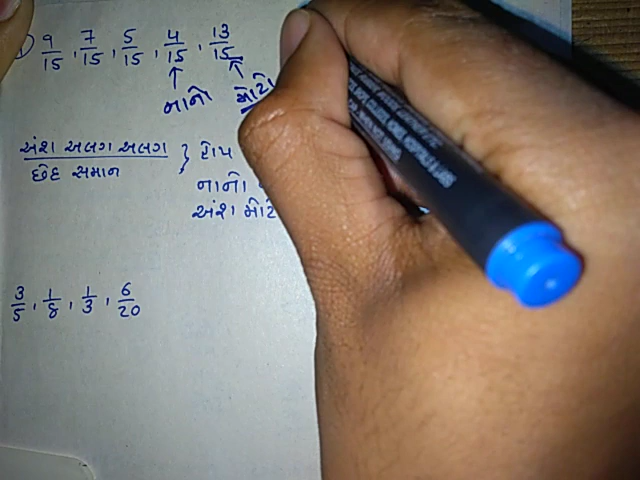 ① 9/15, 7/15, 5/15, 4/15, 13/15
નાનો મોટો
અંશ અલગ અલગ } ટોપ
છેદ સમાન
નાનો
અંશ મોટો
3/5, 1/8, 1/3, 6/20